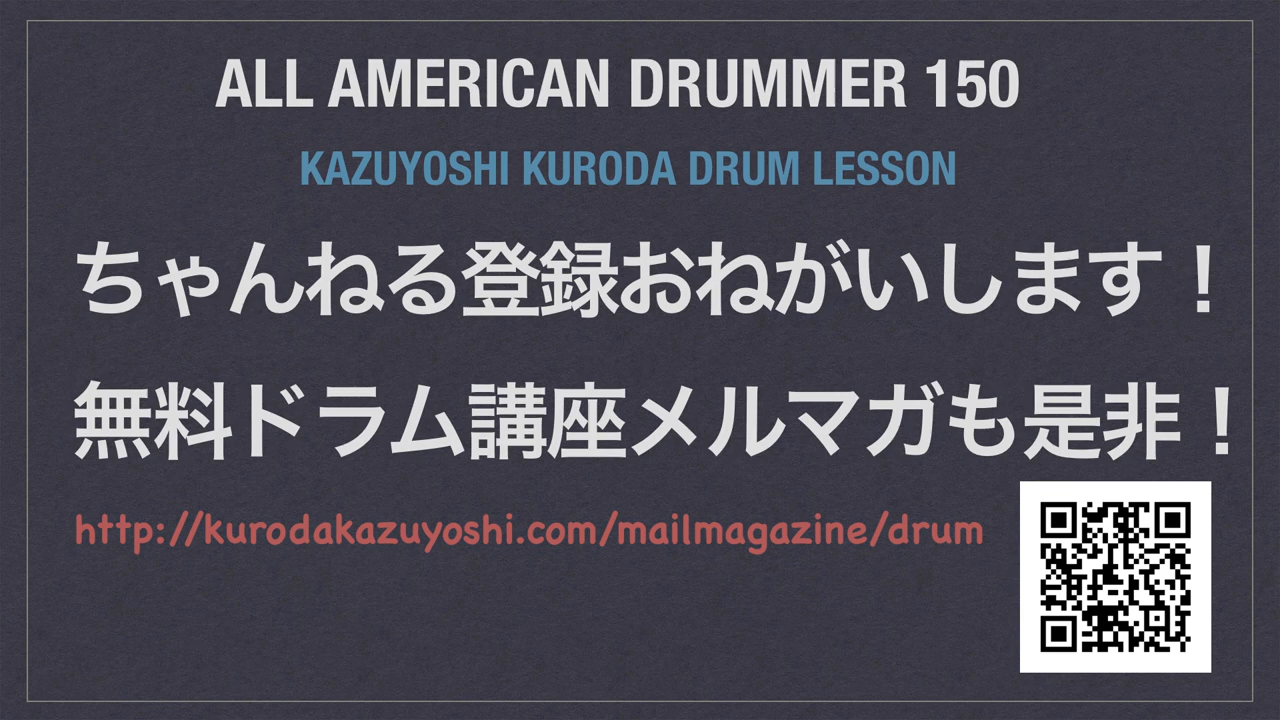 ALL AMERICAN DRUMMER 150
KAZUYOSHI KURODA DRUM LESSON
ちゃんねる登録おねがいします！
無料ドラム講座メルマガも是非！
http://kurodakazuyoshi.com/mailmagazine/drum